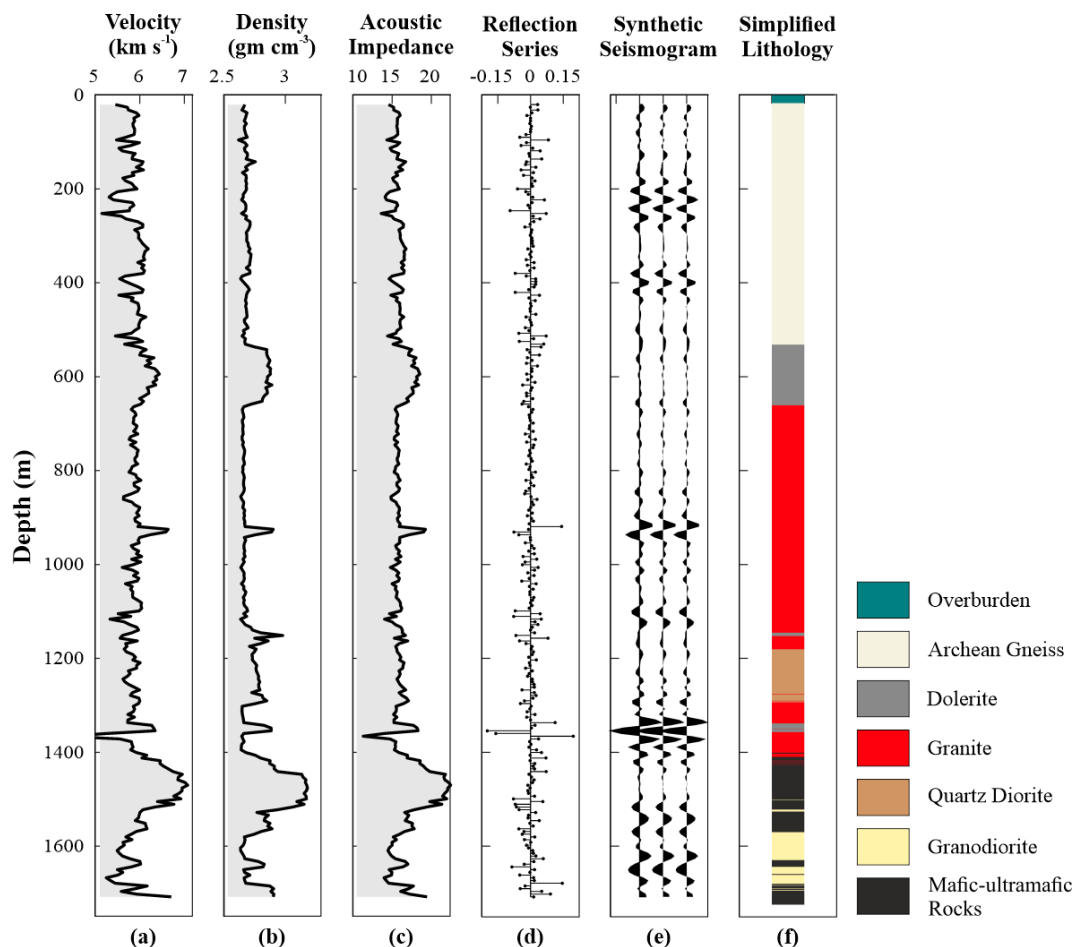 Velocity
(km s-1)
Density
(gm cm-3)
Acoustic
Impedance
Reflection
Series
Synthetic
Seismogram
Simplified
Lithology
5 6 7
2.5 3
10 15 20
-0.15 0 0.15
0
200
400
600
800
1000
1200
1400
1600
Depth (m)
Overburden
Archean Gneiss
Dolerite
Granite
Quartz Diorite
Granodiorite
Mafic-ultramafic
Rocks
(a) (b) (c) (d) (e) (f)